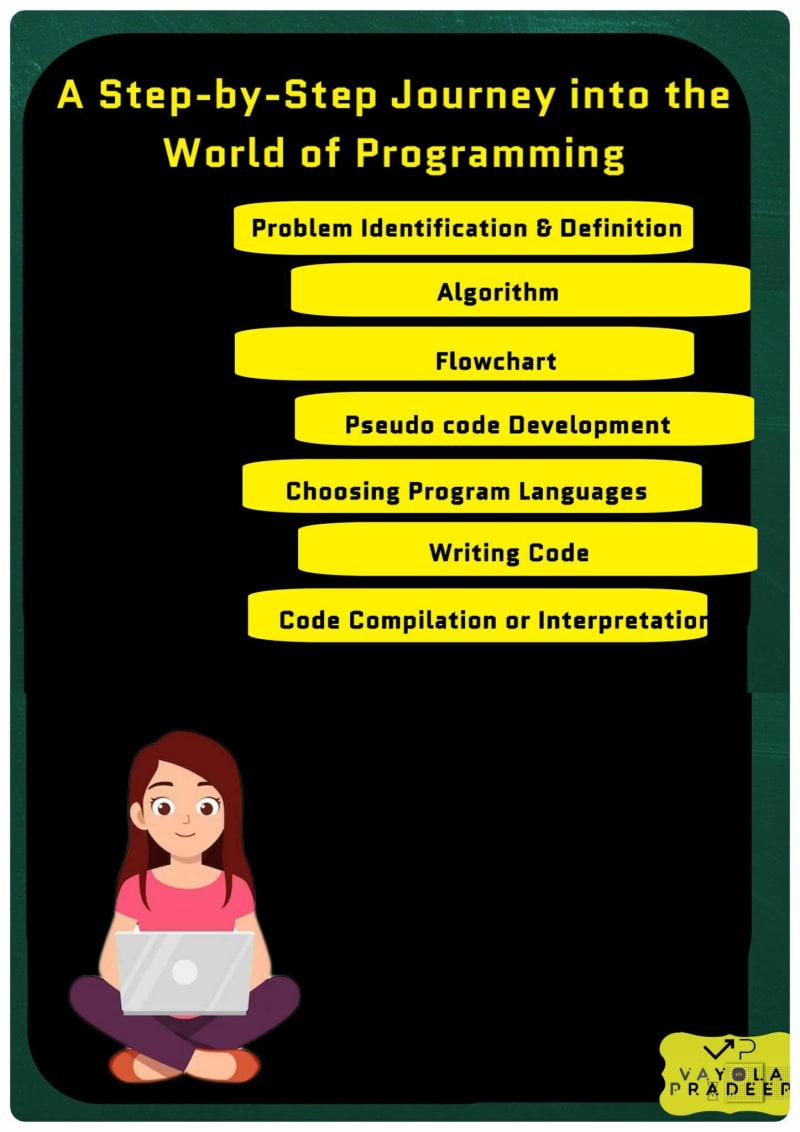 A Step-by-Step Journey into the
World of Programming
Problem Identification & Definition
Algorithm
Flowchart
Pseudo code Development
Choosing Program Languages
Writing Code
Code Compilation or Interpretation
VP
VAYOLA
PRADEEP